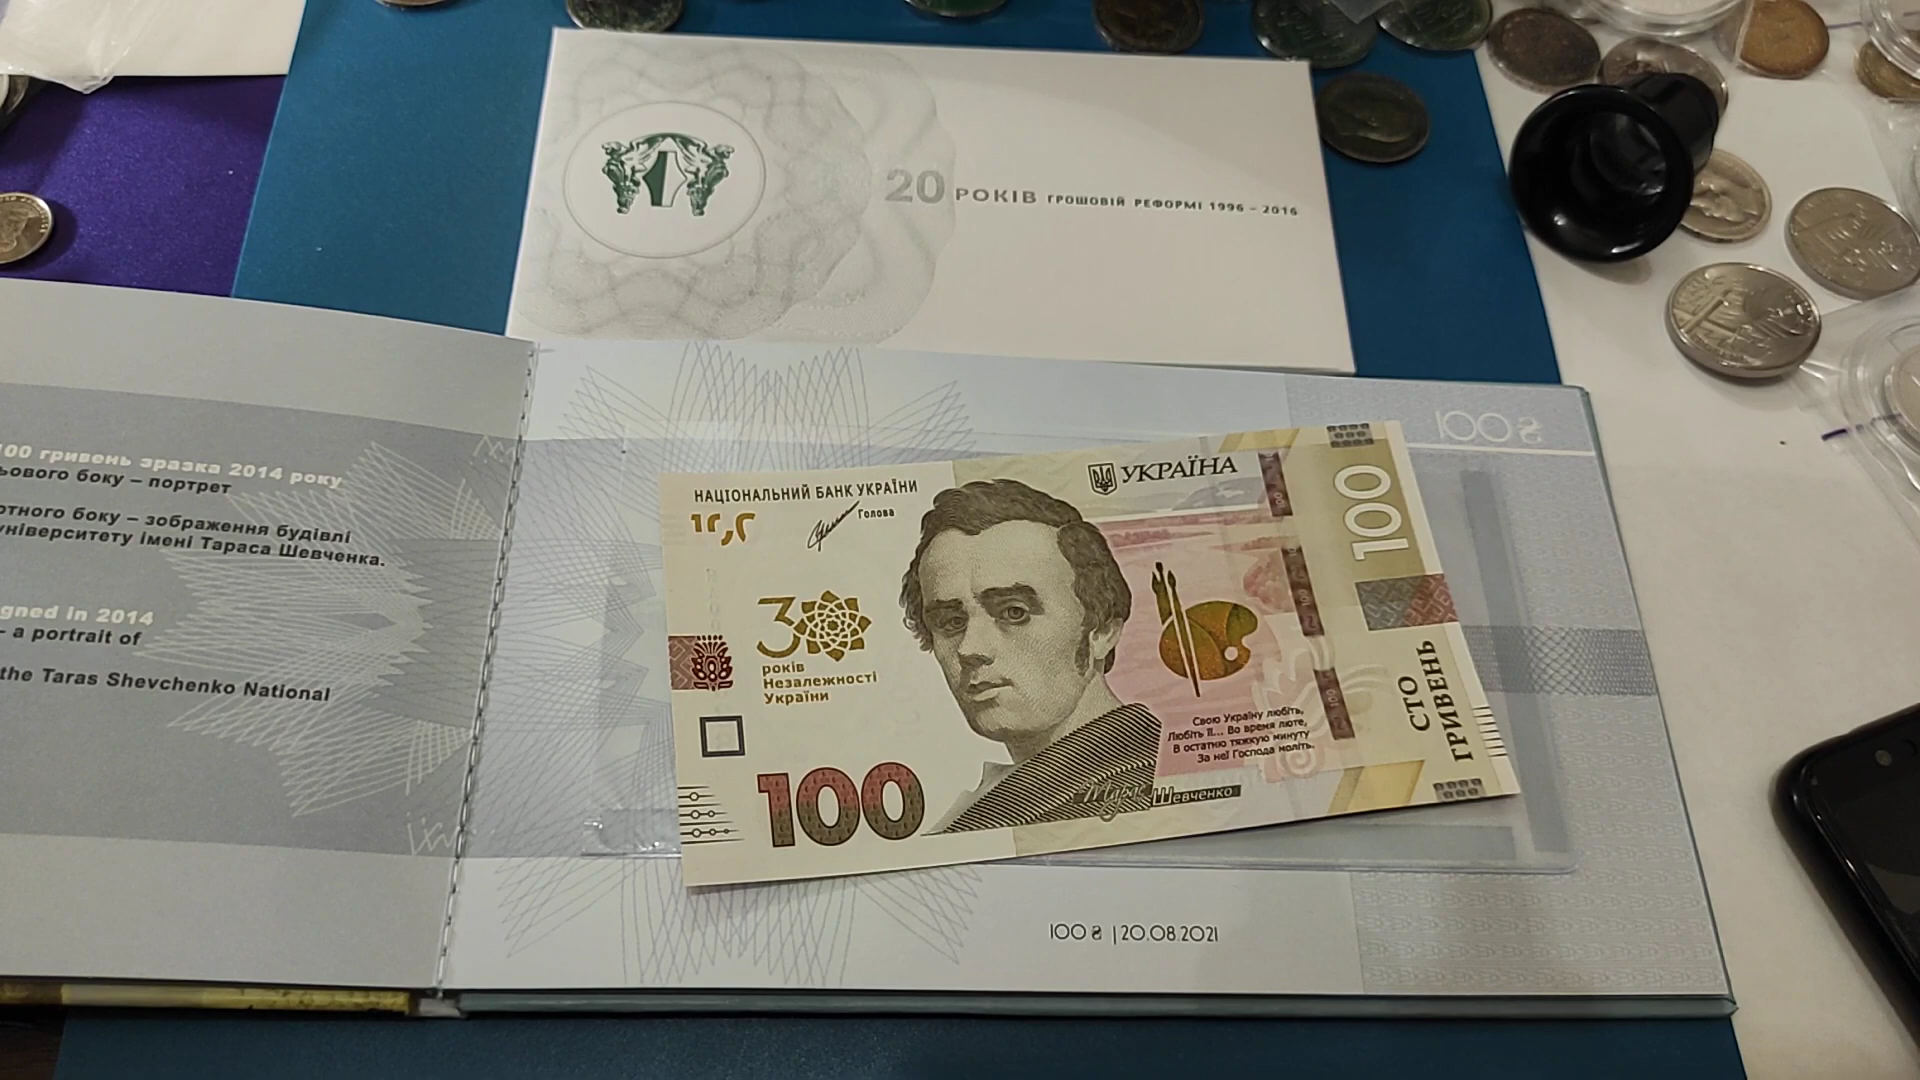 20 РОКІВ ГРОШОВІЙ РЕФОРМІ 1996 – 2016
100 гривень зразка 2014 року
ьового боку – портрет
отного боку – зображення будівлі
університету імені Тараса Шевченка.
gned in 2014
– a portrait of
the Taras Shevchenko National
100 ₴
НАЦІОНАЛЬНИЙ БАНК УКРАЇНИ
Голова
УКРАЇНА
100
30
років
Незалежності
України
Свою Україну любіть,
Любіть її... Во время люте,
В остатню тяжкую минуту
За неї Господа моліть.
Тарас Шевченко
100
СТО
ГРИВЕНЬ
100 ₴ | 20.08.2021